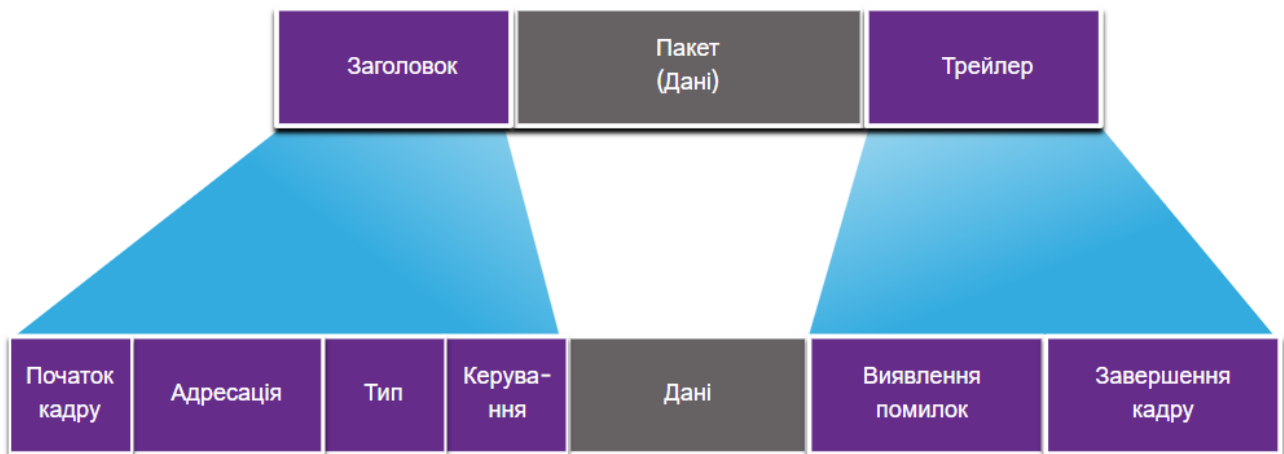 Заголовок
Пакет
(Дані)
Трейлер
Початок
кадру
Адресація
Тип
Керува-
ння
Дані
Виявлення
помилок
Завершення
кадру